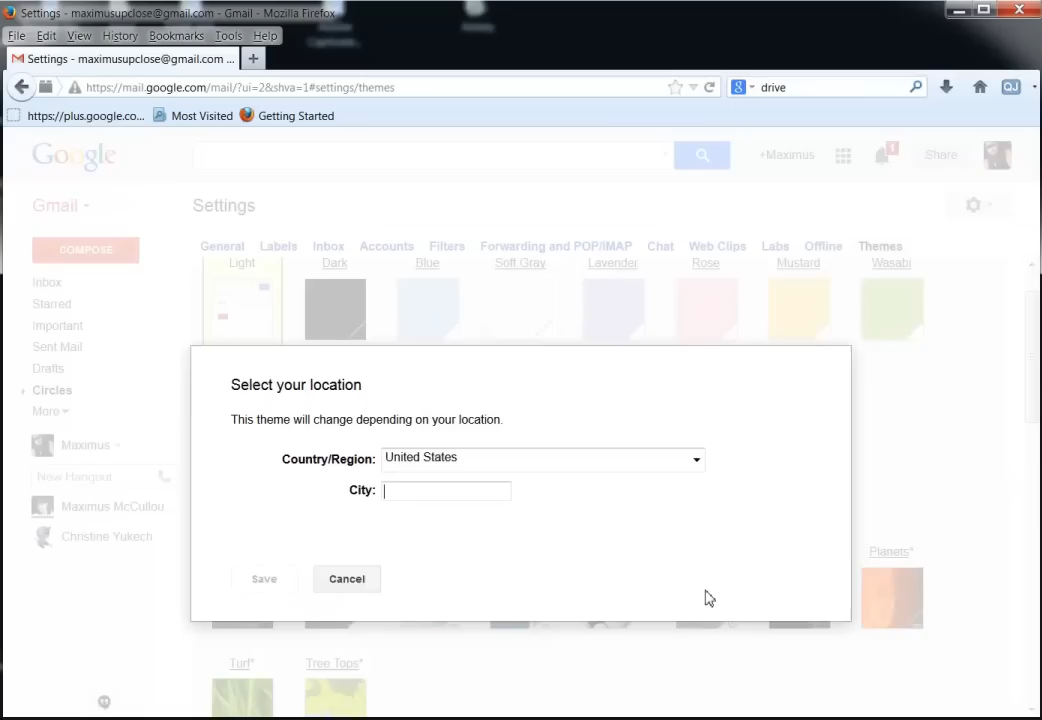 Settings - maximusupclose@gmail.com - Gmail - Mozilla Firefox
File Edit View History Bookmarks Tools Help
Settings - maximusupclose@gmail.com ... +
https://mail.google.com/mail/?ui=2&shva=1#settings/themes 8 drive QJ
https://plus.google.co... Most Visited Getting Started
Google +Maximus 1 Share
Gmail Settings
COMPOSE General Labels Inbox Accounts Filters Forwarding and POP/IMAP Chat Web Clips Labs Offline Themes
Light Dark Blue Soft Gray Lavender Rose Mustard Wasabi
Inbox
Starred
Important
Sent Mail
Drafts
Circles
More
Maximus
New Hangout
Maximus McCullou
Christine Yukech
Select your location
This theme will change depending on your location.
Country/Region: United States
City:
Save Cancel
Planets*
Turf* Tree Tops*